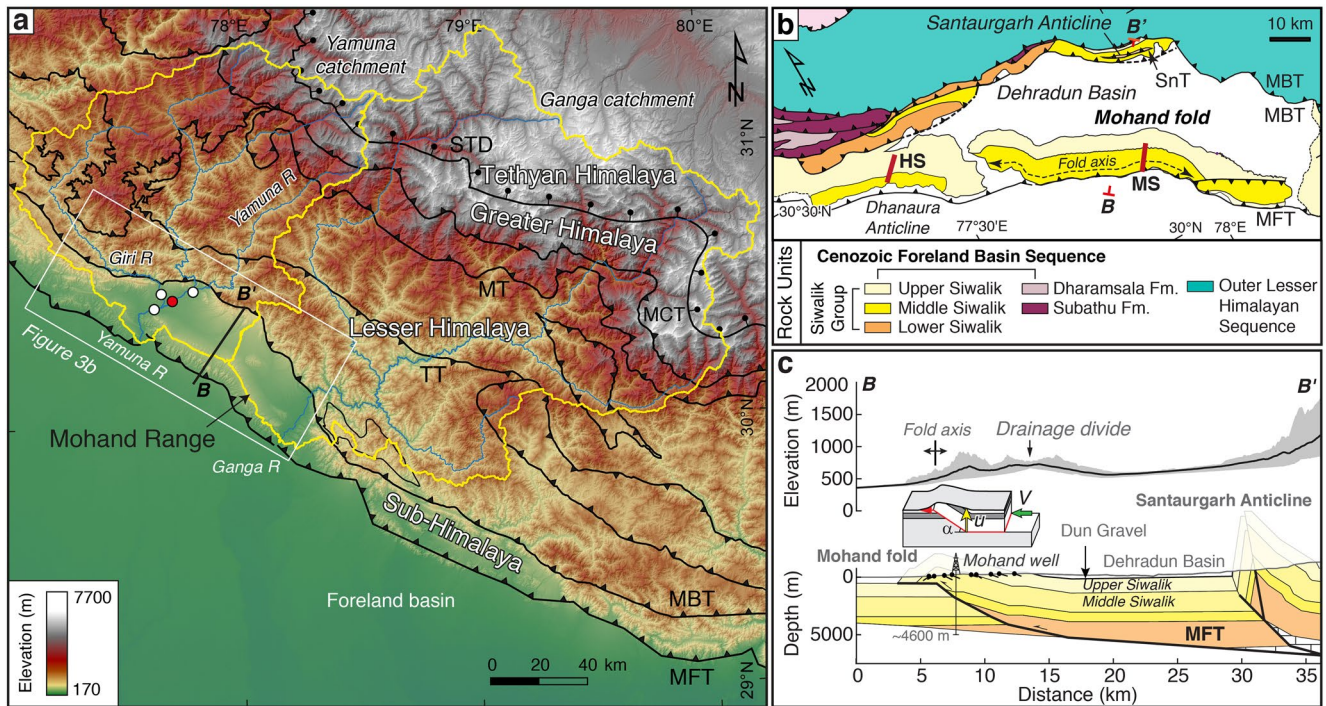 a
78°E
79°E
80°E
Yamuna
catchment
Ganga catchment
N
31°N
STD
Tethyan Himalaya
Greater Himalaya
Yamuna R
Giri R
MT
MCT
B'
Lesser Himalaya
Figure 3b
Yamuna R
B
TT
30°N
Mohand Range
Ganga R
Sub-Himalaya
MBT
Foreland basin
Elevation (m)
7700
170
0 20 40 km
MFT
29°N
b
Santaurgarh Anticline
B'
10 km
N
SnT
Dehradun Basin
MBT
MBT
Mohand fold
HS
Fold axis
MS
B
30°30'N
Dhanaura
Anticline
77°30'E
30°N
78°E
MFT
Rock Units
Cenozoic Foreland Basin Sequence
Siwalik
Group
Upper Siwalik
Middle Siwalik
Lower Siwalik
Dharamsala Fm.
Subathu Fm.
Outer Lesser
Himalayan
Sequence
c
B
B'
Elevation (m)
2000
1500
1000
500
0
Fold axis
Drainage divide
V
u
α
Santaurgarh Anticline
Dun Gravel
Mohand fold
Mohand well
Dehradun Basin
Upper Siwalik
Middle Siwalik
MFT
~4600 m
Depth (m)
0
5000
0 5 10 15 20 25 30 35
Distance (km)